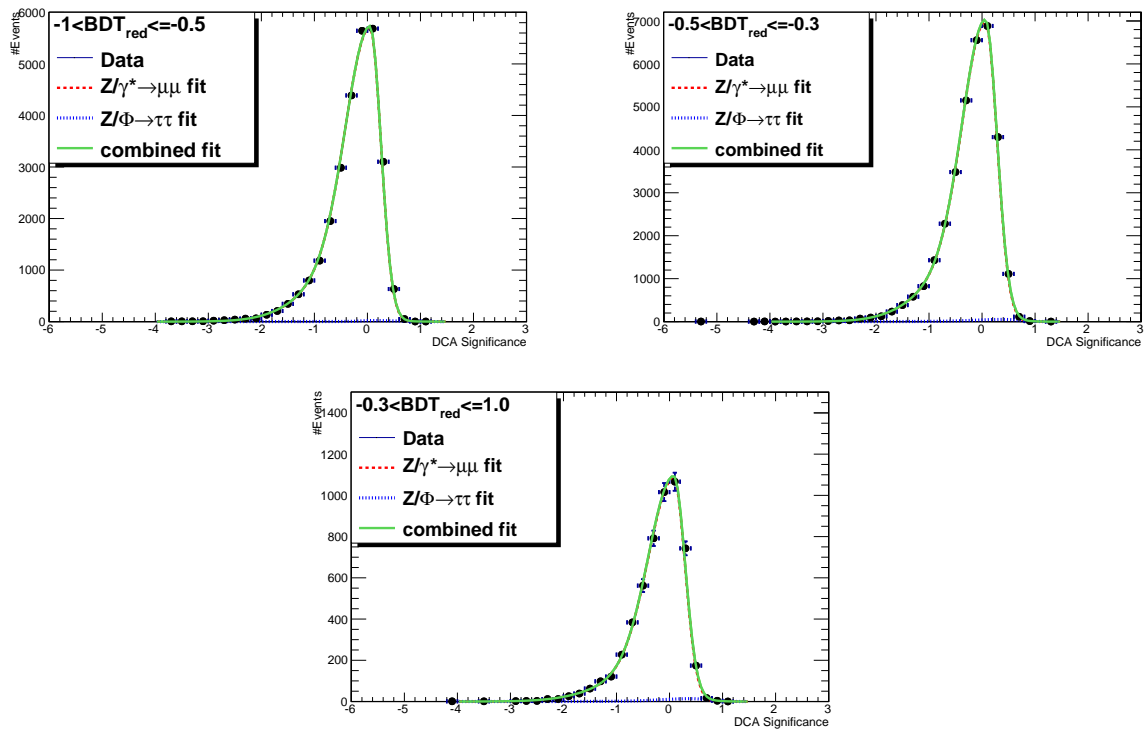 -1<BDTred<=-0.5
Data
Z/γ*→μμ fit
Z/Φ→ττ fit
combined fit
#Events
6000
5000
4000
3000
2000
1000
0
-6 -5 -4 -3 -2 -1 0 1 2 3
DCA Significance
-0.5<BDTred<=-0.3
Data
Z/γ*→μμ fit
Z/Φ→ττ fit
combined fit
#Events
7000
6000
5000
4000
3000
2000
1000
0
-6 -5 -4 -3 -2 -1 0 1 2 3
DCA Significance
-0.3<BDTred<=1.0
Data
Z/γ*→μμ fit
Z/Φ→ττ fit
combined fit
#Events
1400
1200
1000
800
600
400
200
0
-6 -5 -4 -3 -2 -1 0 1 2 3
DCA Significance